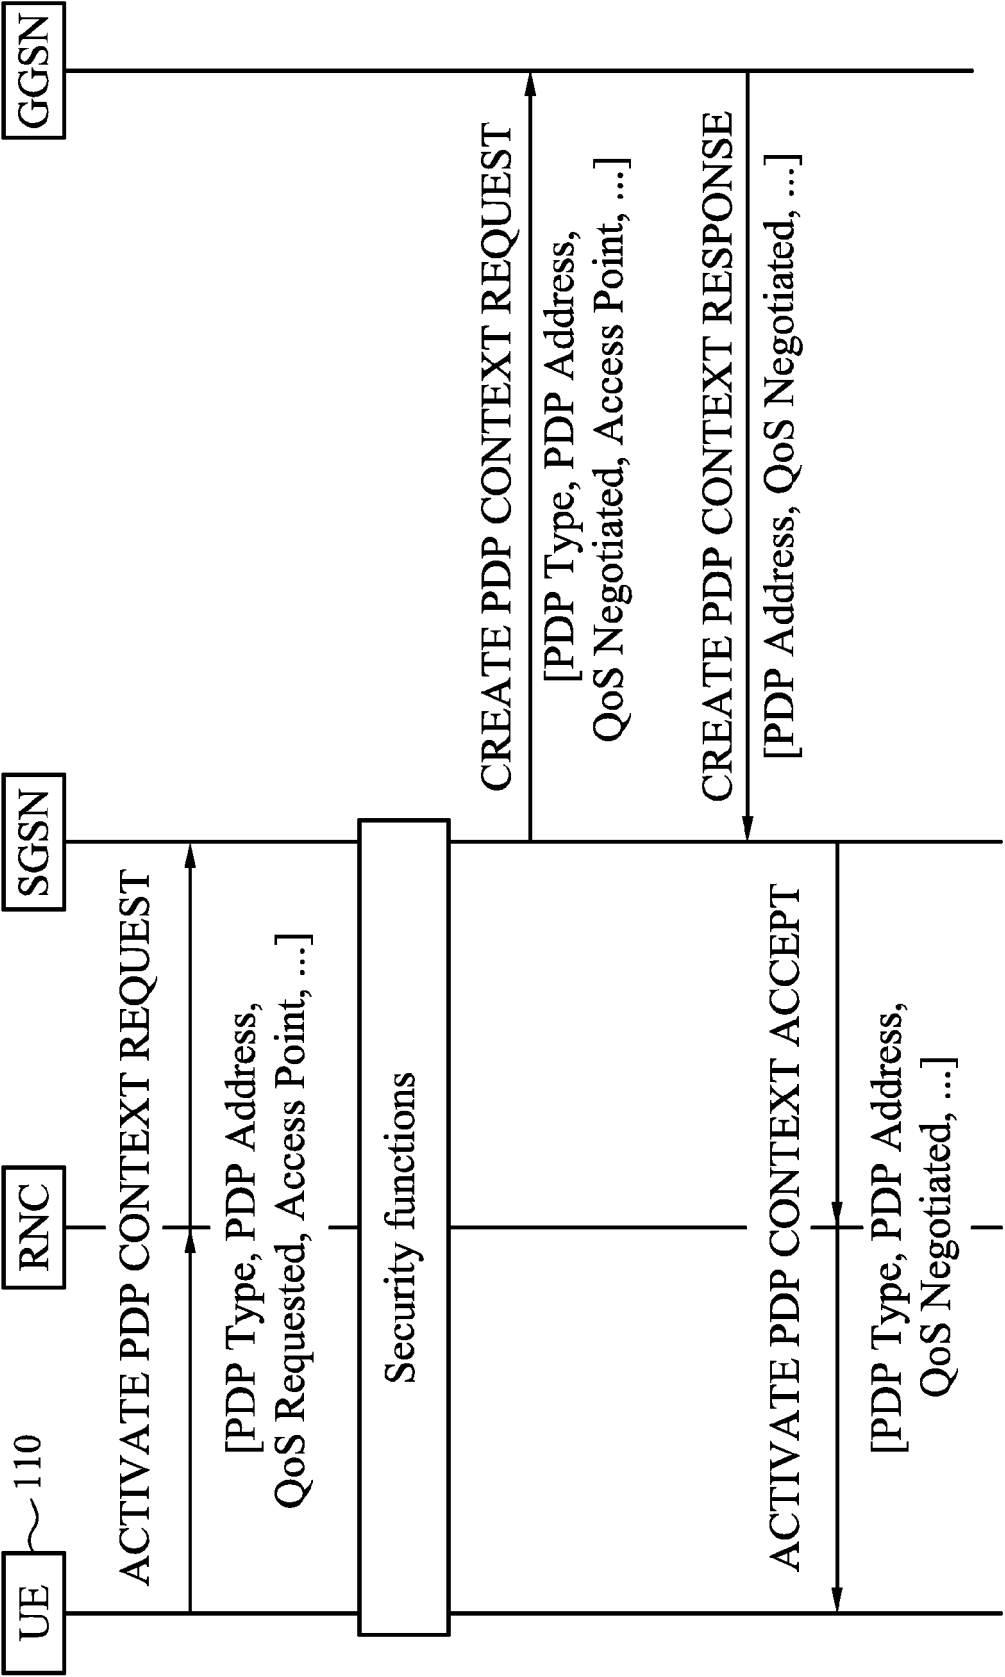 UE
110
RNC
SGSN
GGSN
ACTIVATE PDP CONTEXT REQUEST
[PDP Type, PDP Address,
QoS Requested, Access Point, ...]
Security functions
CREATE PDP CONTEXT REQUEST
[PDP Type, PDP Address,
QoS Negotiated, Access Point, ...]
CREATE PDP CONTEXT RESPONSE
[PDP Address, QoS Negotiated, ...]
ACTIVATE PDP CONTEXT ACCEPT
[PDP Type, PDP Address,
QoS Negotiated, ...]